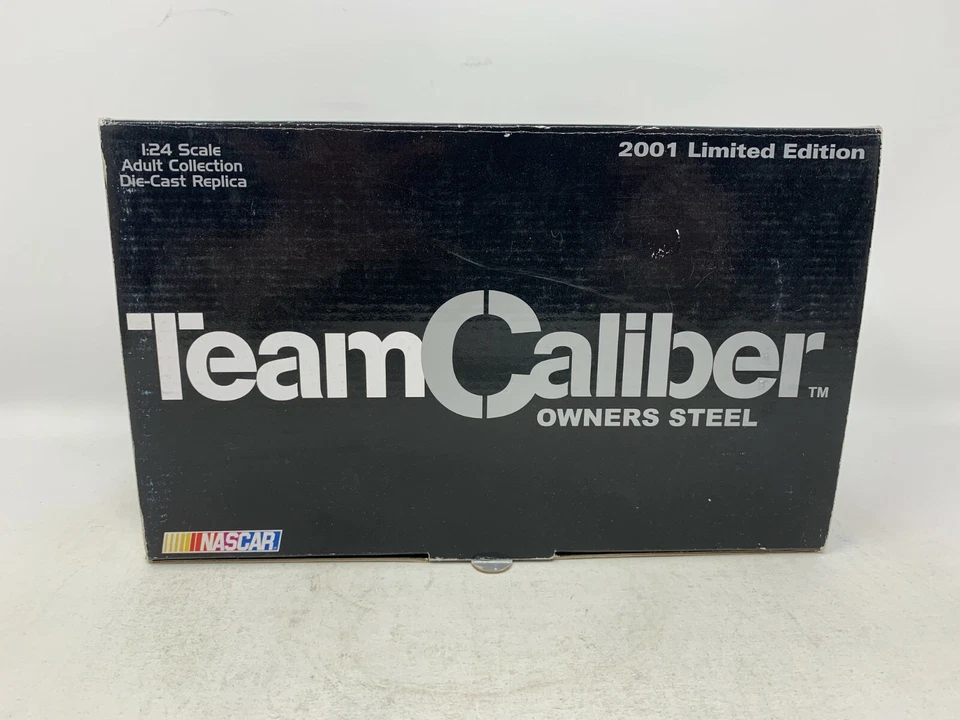 1:24 Scale
Adult Collection
Die-Cast Replica
2001 Limited Edition
TeamCaliber™
OWNERS STEEL
NASCAR